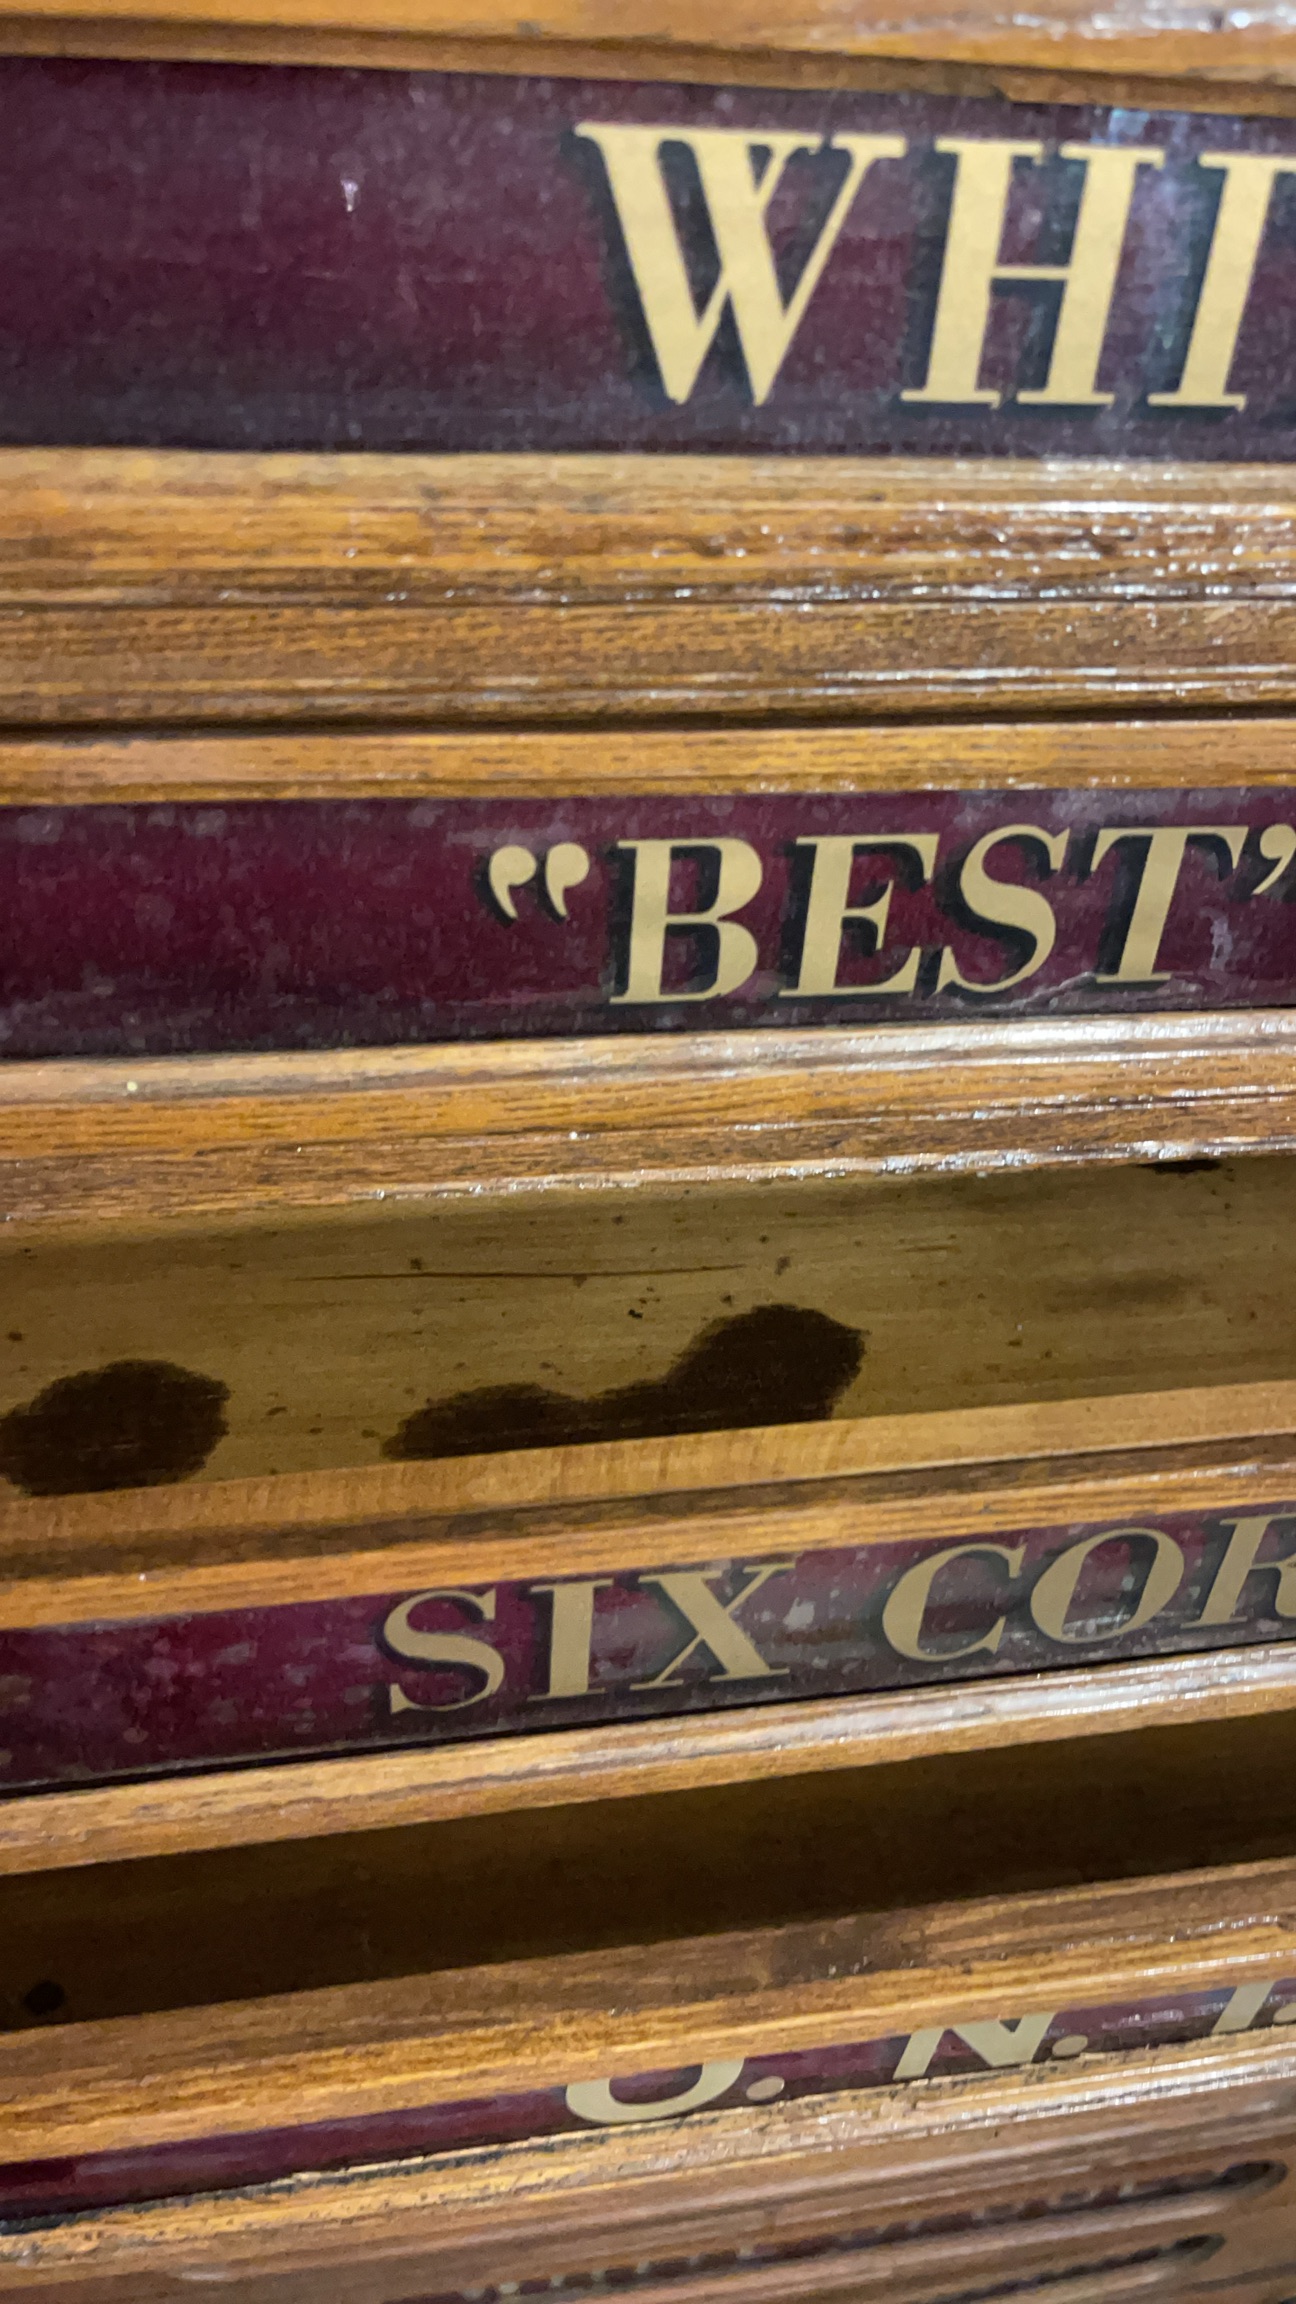 WHI
“BEST”
SIX COR
O. N. T.